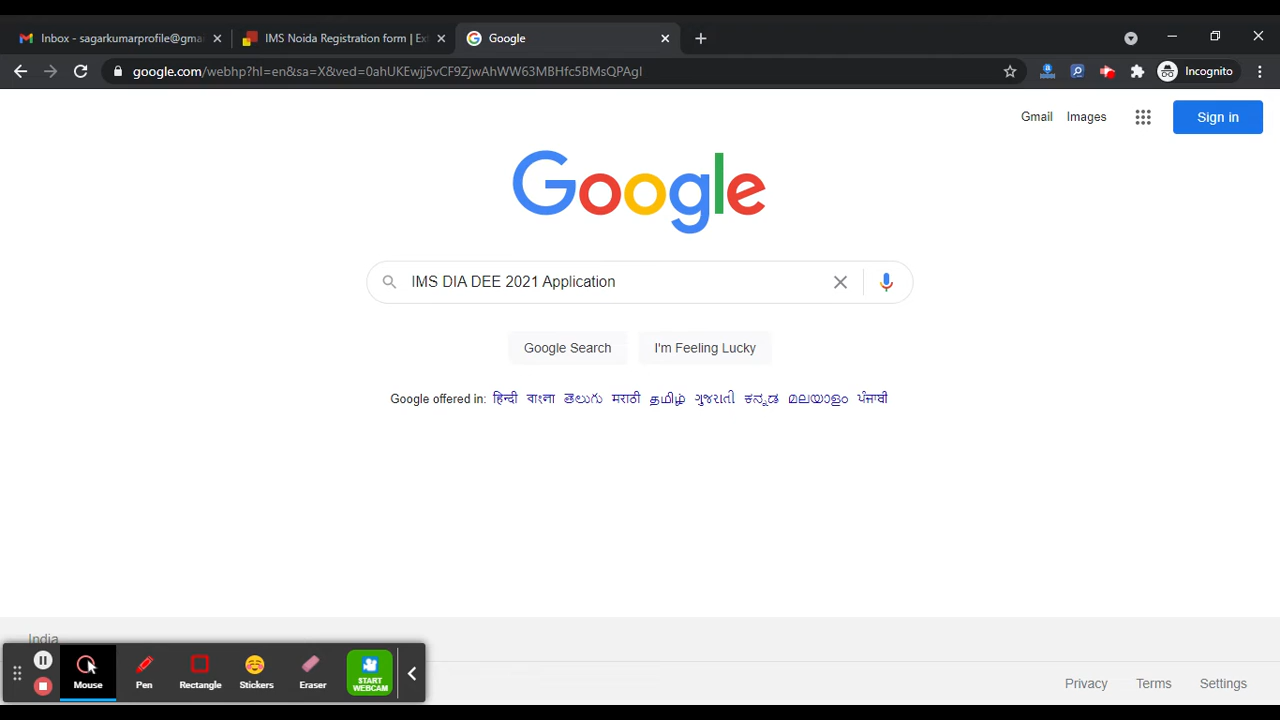 Inbox - sagarkumarprofile@gma
IMS Noida Registration form | Ex
Google
google.com/webhp?hl=en&sa=X&ved=0ahUKEwjj5vCF9ZjwAhWW63MBHfc5BMsQPAgI
Incognito
Gmail Images Sign in
Google
IMS DIA DEE 2021 Application
Google Search I'm Feeling Lucky
Google offered in: हिन्दी বাংলা తెలుగు मराठी தமிழ் ગુજરાતી ಕನ್ನಡ മലയാളം ਪੰਜਾਬੀ
India
Mouse Pen Rectangle Stickers Eraser START WEBCAM
Privacy Terms Settings